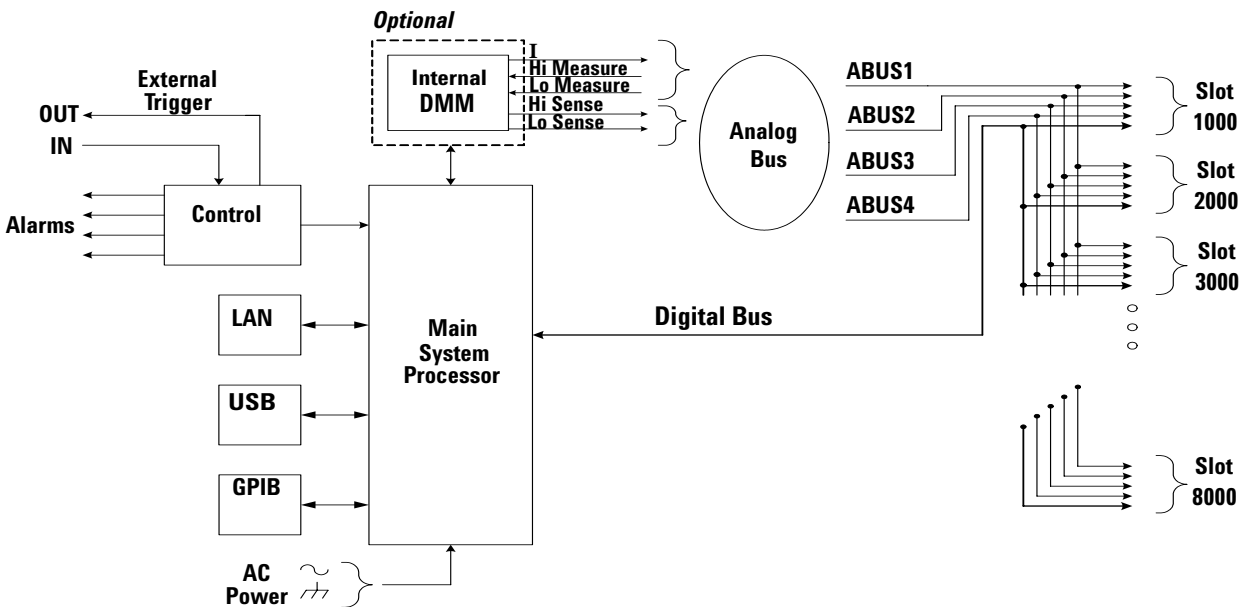 Optional
Internal
DMM
I
Hi Measure
Lo Measure
Hi Sense
Lo Sense
External
Trigger
OUT
IN
Alarms
Control
Analog
Bus
ABUS1
ABUS2
ABUS3
ABUS4
Slot
1000
Slot
2000
Slot
3000
LAN
USB
GPIB
Main
System
Processor
Digital Bus
Slot
8000
AC
Power